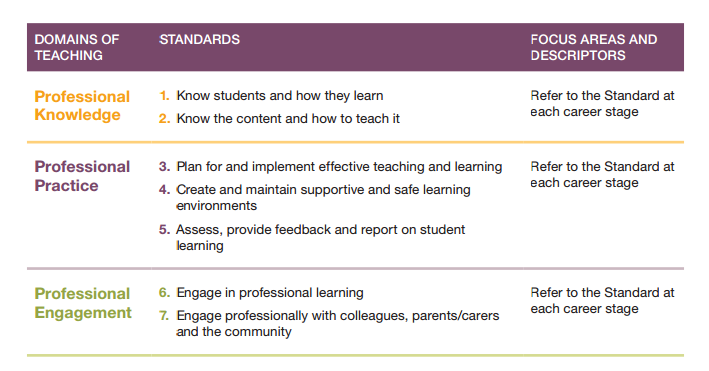 DOMAINS OF TEACHING
STANDARDS
FOCUS AREAS AND DESCRIPTORS
Professional Knowledge
1. Know students and how they learn
2. Know the content and how to teach it
Refer to the Standard at
each career stage
Professional Practice
3. Plan for and implement effective teaching and learning
4. Create and maintain supportive and safe learning
environments
5. Assess, provide feedback and report on student
learning
Refer to the Standard at
each career stage
Professional Engagement
6. Engage in professional learning
7. Engage professionally with colleagues, parents/carers
and the community
Refer to the Standard at
each career stage